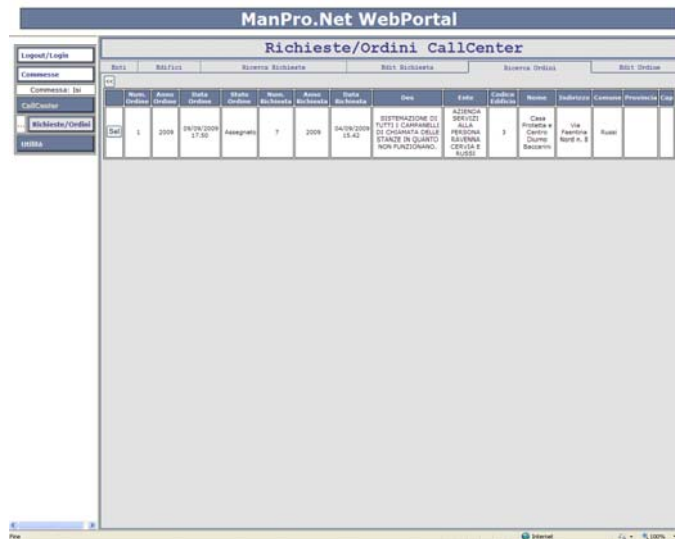 ManPro.Net WebPortal
Logout/Login
Commesse
Commessa: Isi
CallCenter
... Richieste/Ordini
Utilità
Richieste/Ordini CallCenter
Enti Edifici Ricerca Richieste Edit Richiesta Ricerca Ordini Edit Ordine
<<
Num. Ordine Anno Ordine Data Ordine Stato Ordine Num. Richiesta Anno Richiesta Data Richiesta Des Ente Codice Edificio Nome Indirizzo Comune Provincia Cap
Sel 1 2009 09/09/2009 17.50 Assegnato 7 2009 04/09/2009 15.42 SISTEMAZIONE DI TUTTI I CAMPANELLI DI CHIAMATA DELLE STANZE IN QUANTO NON FUNZIONANO. AZIENDA SERVIZI ALLA PERSONA RAVENNA CERVIA E RUSSI 3 Casa Protetta e Centro Diurno Baccarini Via Faentina Nord n. 8 Russi
Fine
Internet
100%